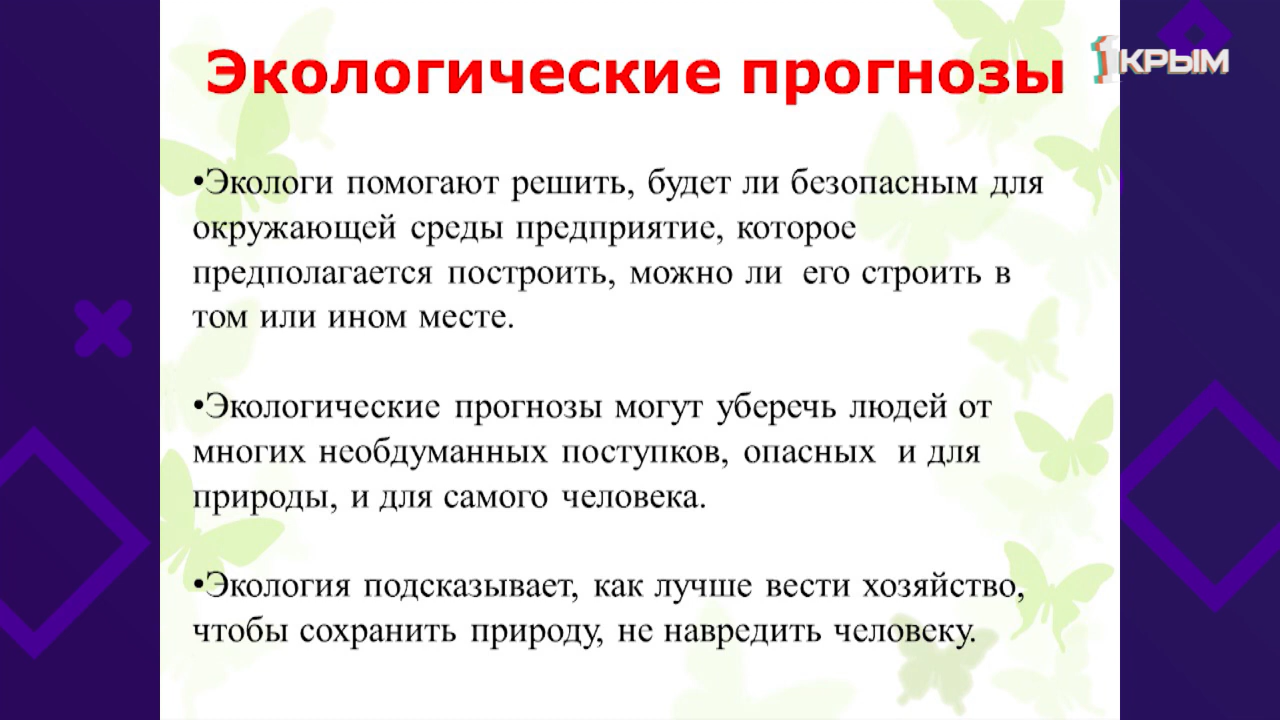 Экологические прогнозы
1КРЫМ
•Экологи помогают решить, будет ли безопасным для
окружающей среды предприятие, которое
предполагается построить, можно ли его строить в
том или ином месте.
•Экологические прогнозы могут уберечь людей от
многих необдуманных поступков, опасных и для
природы, и для самого человека.
•Экология подсказывает, как лучше вести хозяйство,
чтобы сохранить природу, не навредить человеку.